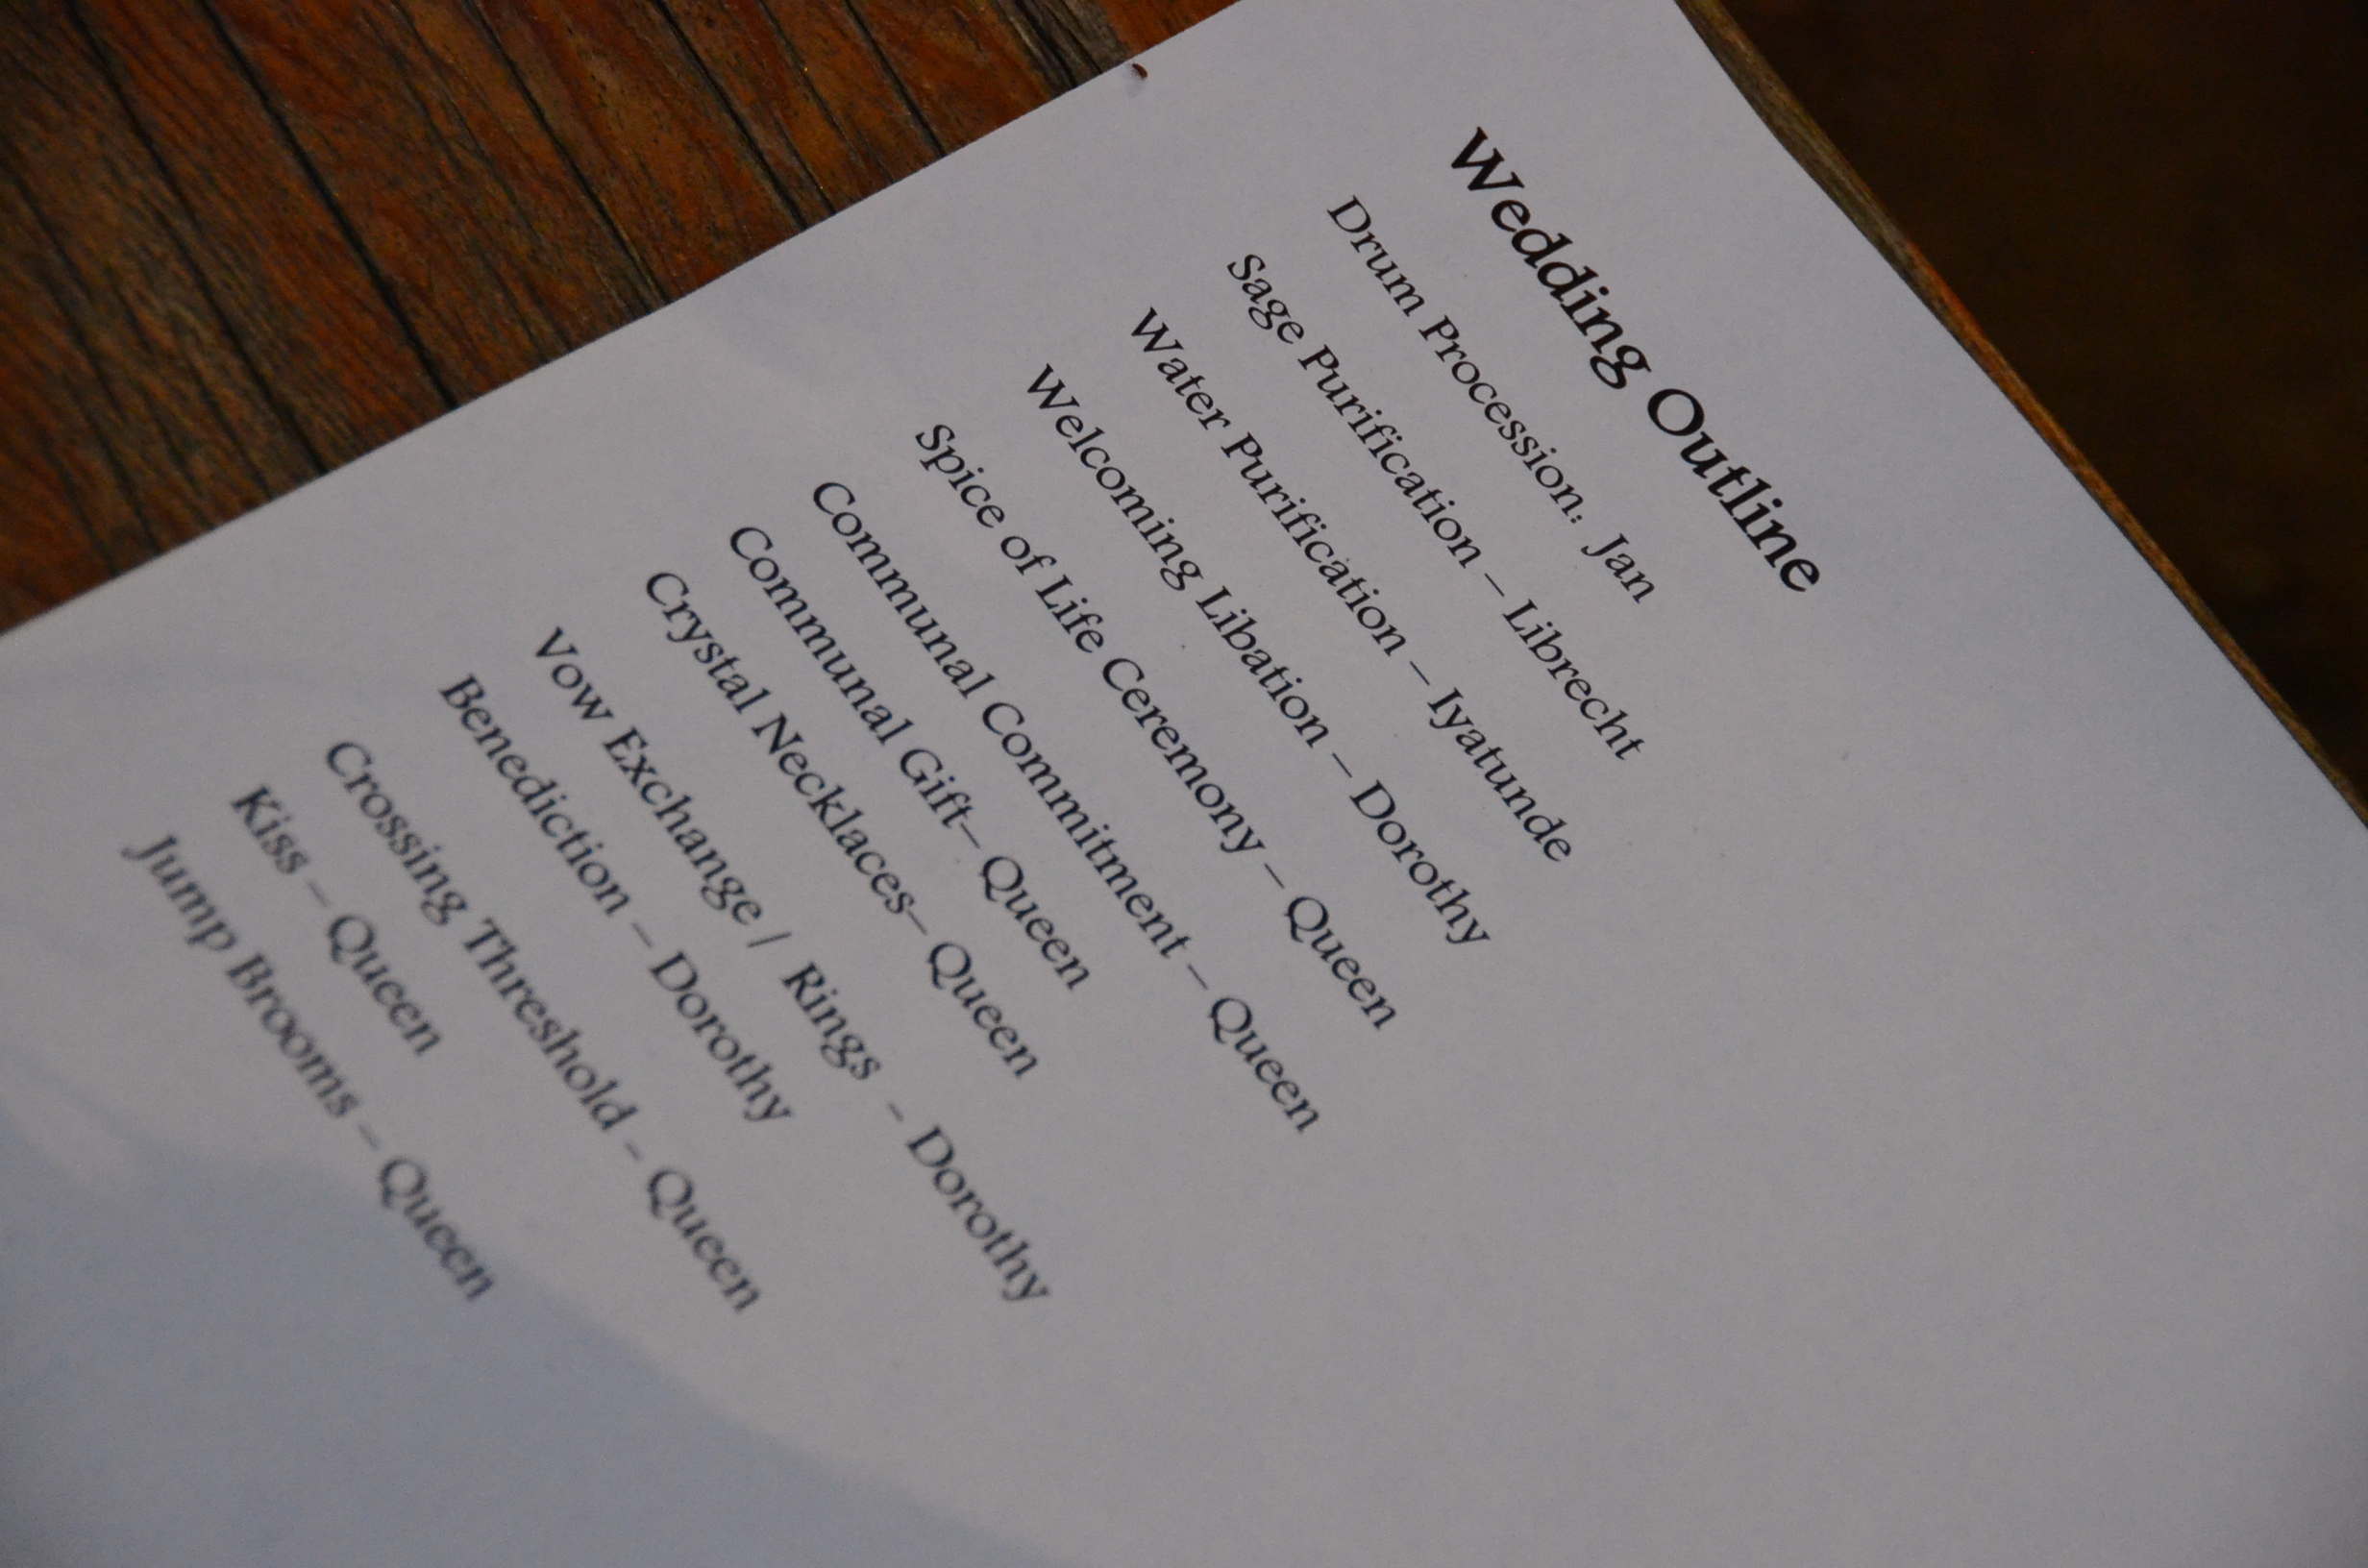 Wedding Outline
Drum Procession: Jan
Sage Purification – Librecht
Water Purification – Iyatunde
Welcoming Libation – Dorothy
Spice of Life Ceremony – Queen
Communal Commitment – Queen
Communal Gift– Queen
Crystal Necklaces– Queen
Vow Exchange / Rings – Dorothy
Benediction – Dorothy
Crossing Threshold – Queen
Kiss – Queen
Jump Brooms – Queen